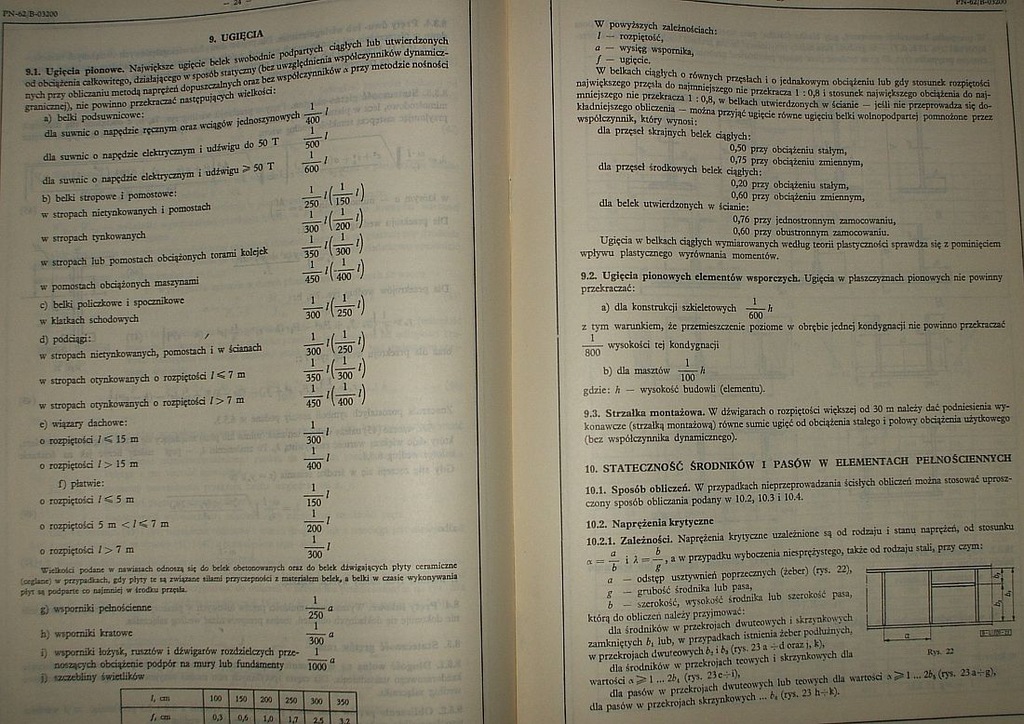 PN-62/B-03200
— 24 —
9. UGIĘCIA
9.1. Ugięcia pionowe. Największe ugięcie belek swobodnie podpartych ciągłych lub utwierdzonych
od obciążenia całkowitego, działającego w sposób statyczny (bez uwzględnienia współczynników dynamicz-
nych przy obliczaniu metodą naprężeń dopuszczalnych oraz bez współczynników n przy metodzie nośności
granicznej), nie powinno przekraczać następujących wielkości:
a) belki podsuwnicowe:
dla suwnic o napędzie ręcznym oraz wciągów jednoszynowych 1/400 l
dla suwnic o napędzie elektrycznym i udźwigu do 50 T 1/500 l
dla suwnic o napędzie elektrycznym i udźwigu ⩾ 50 T 1/600 l
b) belki stropowe i pomostowe:
w stropach nietynkowanych i pomostach 1/250 l (1/150 l)
w stropach tynkowanych 1/300 l (1/200 l)
w stropach lub pomostach obciążonych torami kolejek 1/350 l (1/300 l)
w pomostach obciążonych maszynami 1/450 l (1/400 l)
c) belki policzkowe i spocznikowe
w klatkach schodowych 1/300 l (1/250 l)
d) podciągi:
w stropach nietynkowanych, pomostach i w ścianach 1/300 l (1/250 l)
w stropach otynkowanych o rozpiętości l ⩽ 7 m 1/350 l (1/300 l)
w stropach otynkowanych o rozpiętości l > 7 m 1/450 l (1/400 l)
e) wiązary dachowe:
o rozpiętości l ⩽ 15 m 1/300 l
o rozpiętości l > 15 m 1/400 l
f) płatwie:
o rozpiętości l ⩽ 5 m 1/150 l
o rozpiętości 5 m < l ⩽ 7 m 1/200 l
o rozpiętości l > 7 m 1/300 l
Wielkości podane w nawiasach odnoszą się do belek obetonowanych oraz do belek dźwigających płyty ceramiczne
(ceglane) w przypadkach, gdy płyty te są związane siłami przyczepności z materiałem belek, a belki w czasie wykonywania
płyt są podparte co najmniej w środku przęsła.
g) wsporniki pełnościenne 1/250 a
h) wsporniki kratowe 1/300 a
i) wsporniki łożysk, rusztów i dźwigarów rozdzielczych prze-
noszących obciążenie podpór na mury lub fundamenty 1/1000 a
j) szczebliny świetlików
l, cm 100 150 200 250 300 350
f, cm 0,3 0,6 1,0 1,7 2,5 3,2
PN-62/B-03200
W powyższych zależnościach:
l — rozpiętość,
a — wysięg wspornika,
f — ugięcie.
W belkach ciągłych o równych przęsłach i o jednakowym obciążeniu lub gdy stosunek rozpiętości
największego przęsła do najmniejszego nie przekracza 1 : 0,8 i stosunek największego obciążenia do naj-
mniejszego nie przekracza 1 : 0,8, w belkach utwierdzonych w ścianie — jeśli nie przeprowadza się do-
kładniejszego obliczenia — można przyjąć ugięcie równe ugięciu belki wolnopodpartej pomnożone przez
współczynnik, który wynosi:
dla przęseł skrajnych belek ciągłych:
0,50 przy obciążeniu stałym,
0,75 przy obciążeniu zmiennym,
dla przęseł środkowych belek ciągłych:
0,20 przy obciążeniu stałym,
0,60 przy obciążeniu zmiennym,
dla belek utwierdzonych w ścianie:
0,76 przy jednostronnym zamocowaniu,
0,60 przy obustronnym zamocowaniu.
Ugięcia w belkach ciągłych wymiarowanych według teorii plastyczności sprawdza się z pominięciem
wpływu plastycznego wyrównania momentów.
9.2. Ugięcia pionowych elementów wsporczych. Ugięcia w płaszczyznach pionowych nie powinny
przekraczać:
a) dla konstrukcji szkieletowych 1/600 h
z tym warunkiem, że przemieszczenie poziome w obrębie jednej kondygnacji nie powinno przekraczać
1/800 wysokości tej kondygnacji
b) dla masztów 1/100 h
gdzie: h — wysokość budowli (elementu).
9.3. Strzałka montażowa. W dźwigarach o rozpiętości większej od 30 m należy dać podniesienia wy-
konawcze (strzałką montażową) równe sumie ugięć od obciążenia stałego i połowy obciążenia użytkowego
(bez współczynnika dynamicznego).
10. STATECZNOŚĆ ŚRODNIKÓW I PASÓW W ELEMENTACH PEŁNOŚCIENNYCH
10.1. Sposób obliczeń. W przypadkach nieprzeprowadzania ścisłych obliczeń można stosować uprosz-
czony sposób obliczania podany w 10.2, 10.3 i 10.4.
10.2. Naprężenia krytyczne
10.2.1. Zależności. Naprężenia krytyczne uzależnione są od rodzaju i stanu naprężeń, od stosunku
α = a/b i λ = b/g, a w przypadku wyboczenia niesprężystego, także od rodzaju stali, przy czym:
a — odstęp usztywnień poprzecznych (żeber) (rys. 22),
g — grubość środnika lub pasa,
b — szerokość, wysokość środnika lub szerokość pasa,
którą do obliczeń należy przyjmować:
dla środników w przekrojach dwuteowych i skrzynkowych
zamkniętych b₁ lub, w przypadkach istnienia żeber podłużnych,
w przekrojach dwuteowych b₁ i b₂ (rys. 23 a ÷ d oraz j, k),
dla środników w przekrojach teowych i skrzynkowych dla
wartości α ⩾ 1 ... 2b₁ (rys. 23e÷i),
dla pasów w przekrojach dwuteowych lub teowych dla wartości α ⩾ 1 ... 2b₁ (rys. 23a÷g),
dla pasów w przekrojach skrzynkowych ... b₁ (rys. 23 h÷k).
a
Rys. 22